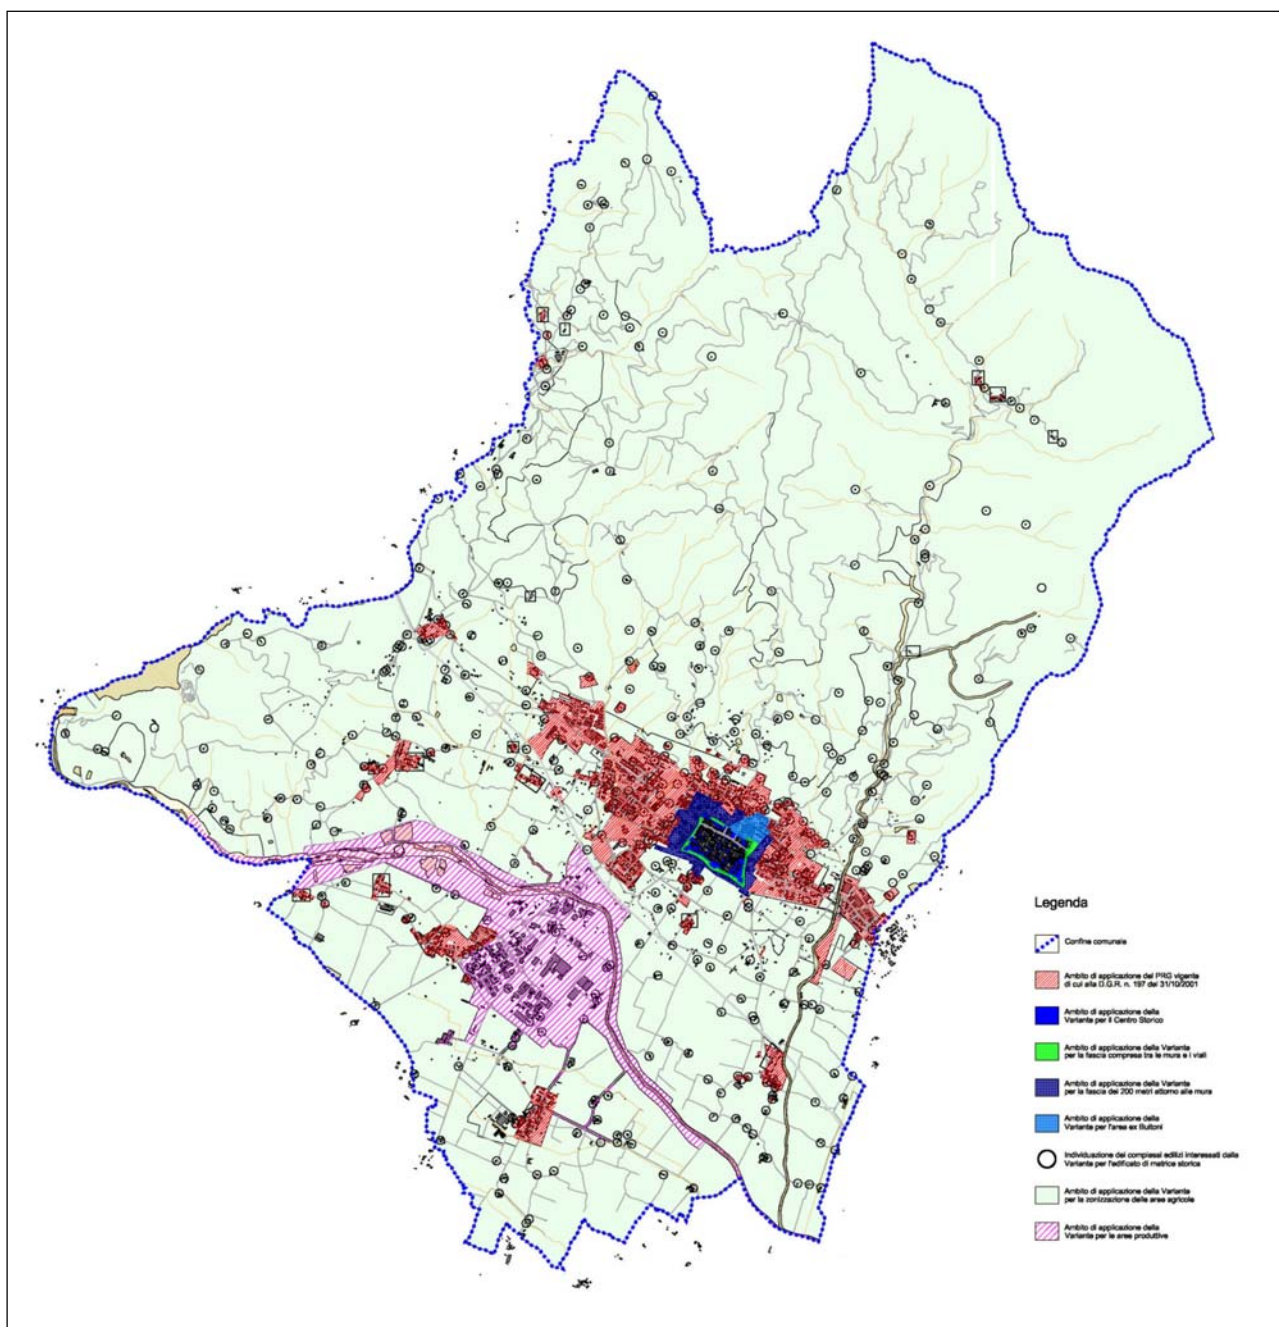 Legenda
Confine comunale
Ambito di applicazione del PRG vigente
di cui alla D.G.R. n. 197 del 31/10/2001
Ambito di applicazione della
Variante per il Centro Storico
Ambito di applicazione della Variante
per la fascia compresa tra le mura e i viali
Ambito di applicazione della Variante
per la fascia dei 200 metri attorno alle mura
Ambito di applicazione della
Variante per l'area ex
Individuazione dei complessi edilizi interessati dalla
Variante per l'edificato di matrice storica
Ambito di applicazione della Variante
per la zonizzazione delle aree agricole
Ambito di applicazione della
Variante per le aree produttive